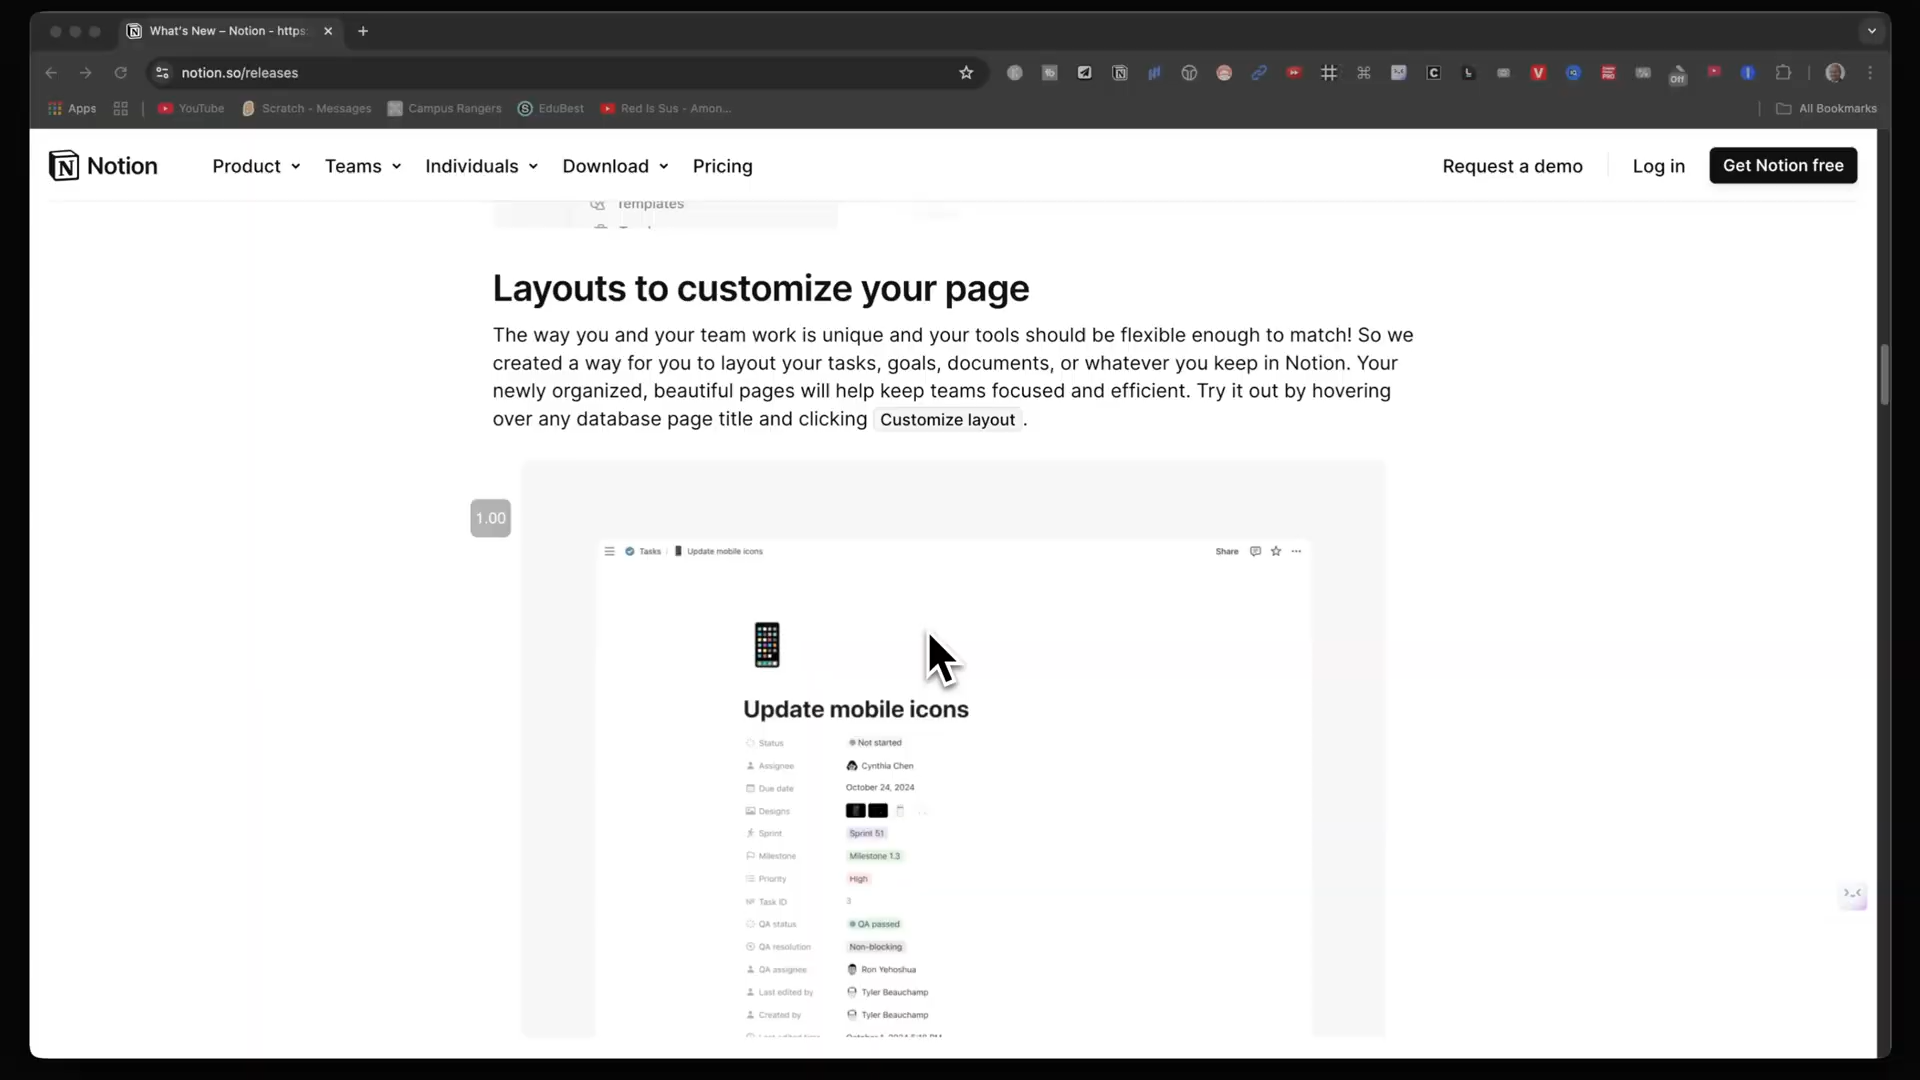 What's New – Notion - https:
notion.so/releases
Off
Apps
YouTube
Scratch - Messages
Campus Rangers
EduBest
Red Is Sus - Amon...
All Bookmarks
Notion
Product
Teams
Individuals
Download
Pricing
Request a demo
Log in
Get Notion free
Templates
Layouts to customize your page
The way you and your team work is unique and your tools should be flexible enough to match! So we
created a way for you to layout your tasks, goals, documents, or whatever you keep in Notion. Your
newly organized, beautiful pages will help keep teams focused and efficient. Try it out by hovering
over any database page title and clicking Customize layout .
1.00
Tasks / Update mobile icons
Share
Update mobile icons
Status Not started
Assignee Cynthia Chen
Due date October 24, 2024
Designs
Sprint Sprint 51
Milestone Milestone 1.3
Priority High
Task ID 3
QA status QA passed
QA resolution Non-blocking
QA assignee Ron Yehoshua
Last edited by Tyler Beauchamp
Created by Tyler Beauchamp